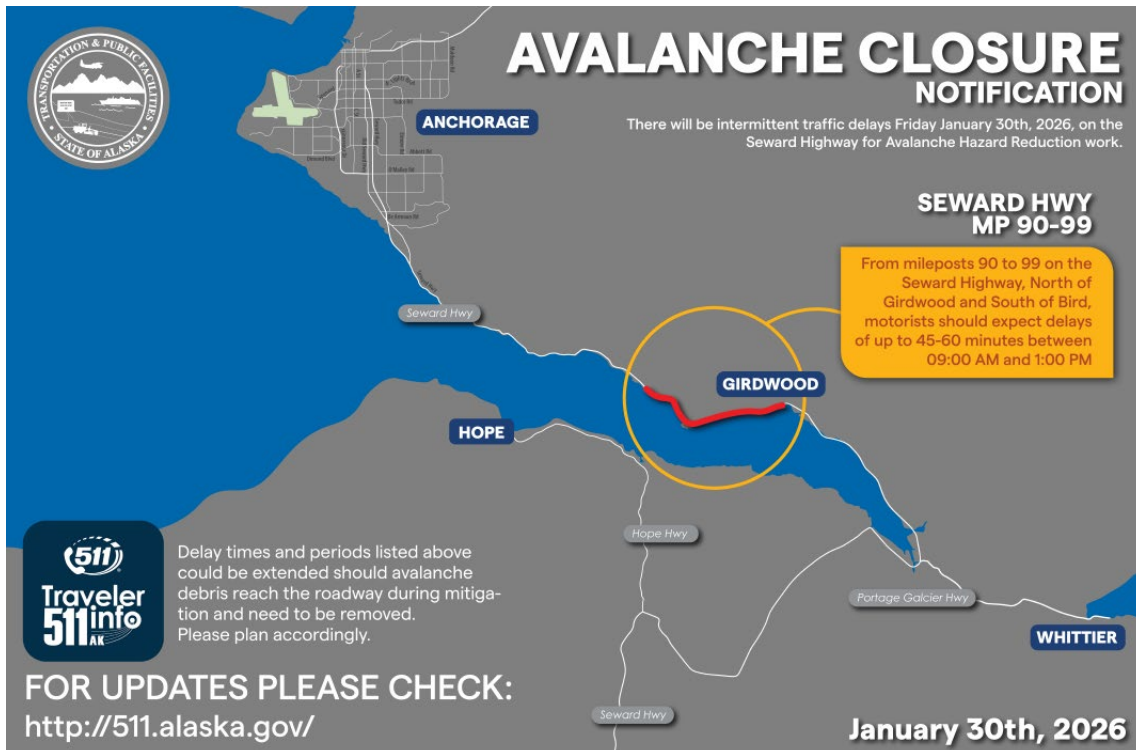 TRANSPORTATION & PUBLIC FACILITIES
STATE OF ALASKA
AVALANCHE CLOSURE
NOTIFICATION
There will be intermittent traffic delays Friday January 30th, 2026, on the
Seward Highway for Avalanche Hazard Reduction work.
ANCHORAGE
SEWARD HWY
MP 90-99
From mileposts 90 to 99 on the
Seward Highway, North of
Girdwood and South of Bird,
motorists should expect delays
of up to 45-60 minutes between
09:00 AM and 1:00 PM
Seward Hwy
GIRDWOOD
HOPE
Hope Hwy
Portage Galcier Hwy
WHITTIER
Seward Hwy
511
Traveler
511 info
AK
Delay times and periods listed above
could be extended should avalanche
debris reach the roadway during mitiga-
tion and need to be removed.
Please plan accordingly.
FOR UPDATES PLEASE CHECK:
http://511.alaska.gov/
January 30th, 2026